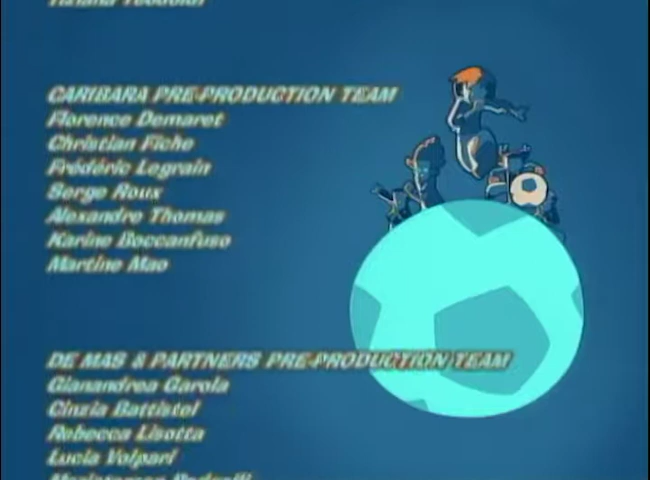 CARIBARA PRE-PRODUCTION TEAM
Florence Demaret
Christian Fiche
Frédéric Legrain
Serge Roux
Alexandre Thomas
Karine Boccanfuso
Martine Mao
DE MAS & PARTNERS PRE-PRODUCTION TEAM
Gianandrea Garola
Cinzia Battistel
Rebecca Lisotta
Lucia Volpari